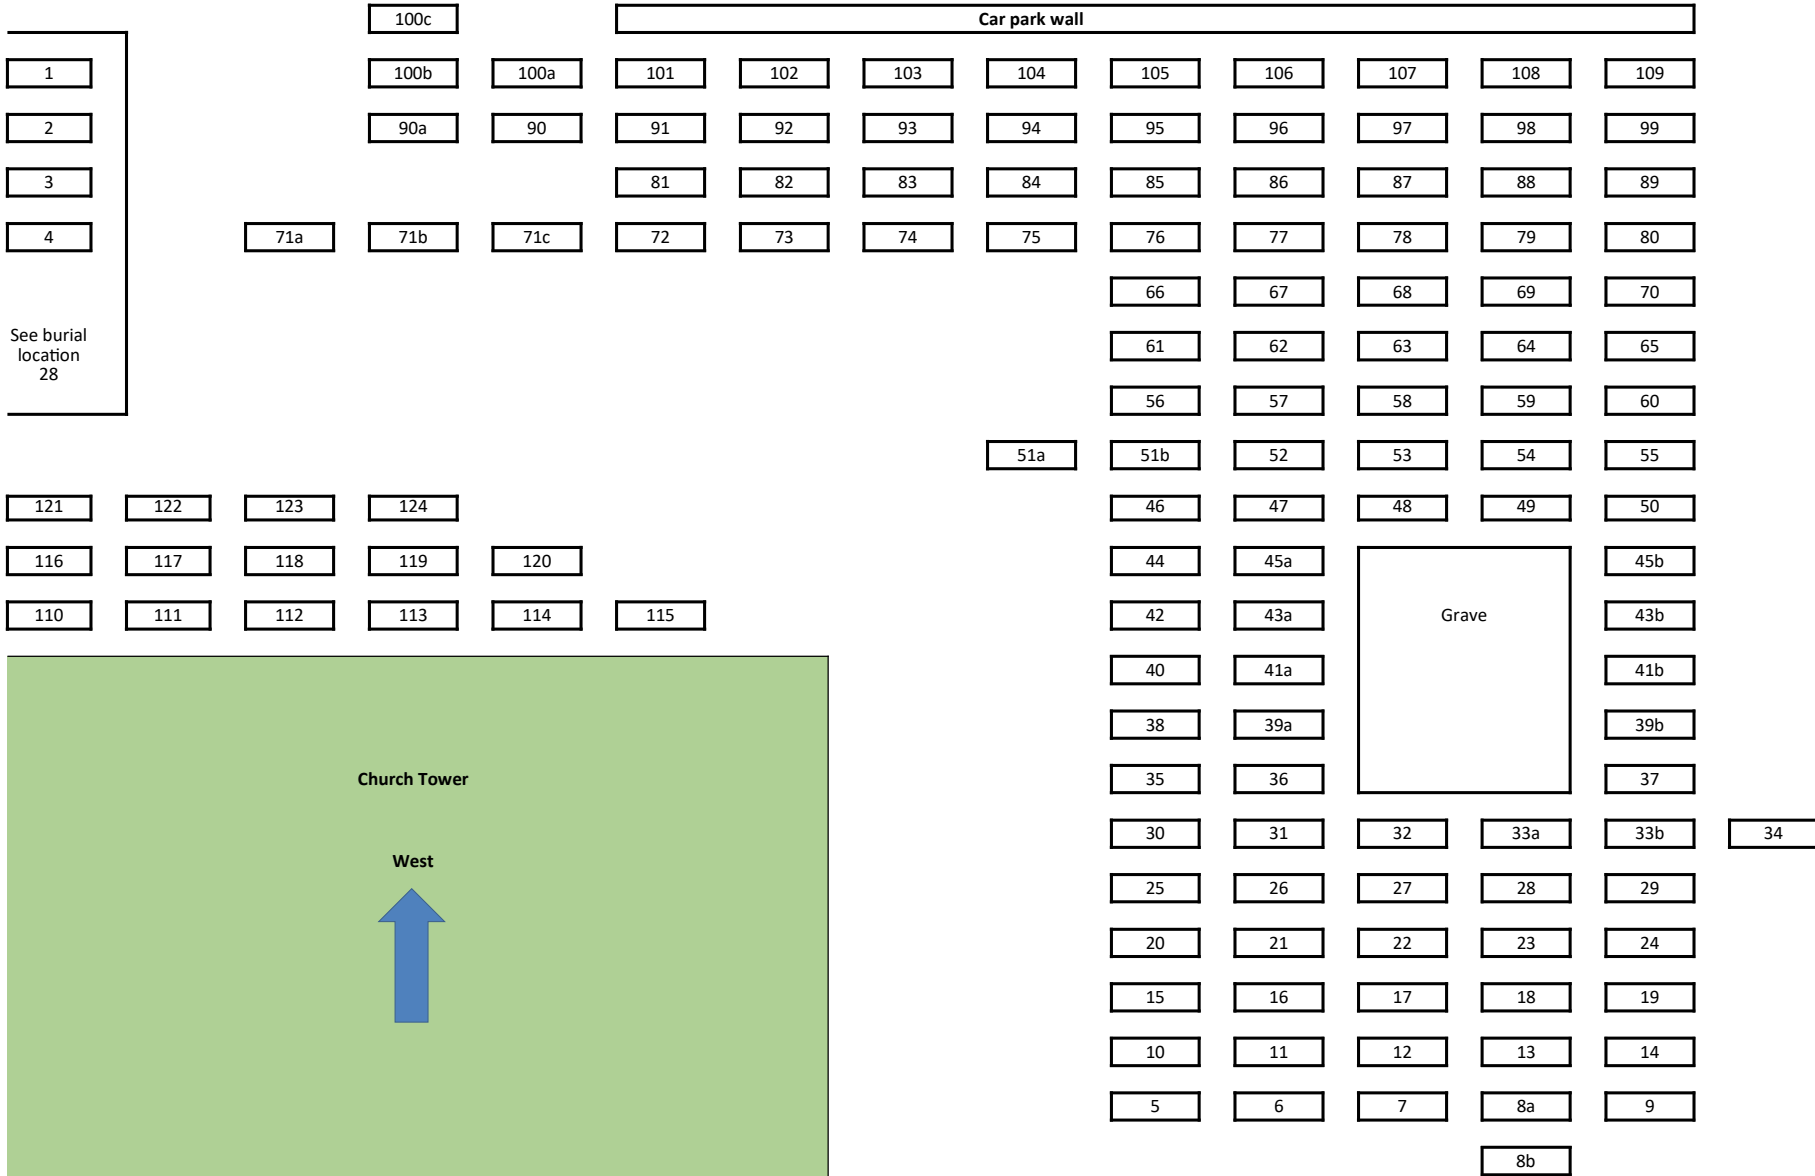 100c Car park wall
1 100b 100a 101 102 103 104 105 106 107 108 109
2 90a 90 91 92 93 94 95 96 97 98 99
3 81 82 83 84 85 86 87 88 89
4 71a 71b 71c 72 73 74 75 76 77 78 79 80
66 67 68 69 70
See burial
location
28
61 62 63 64 65
56 57 58 59 60
51a 51b 52 53 54 55
121 122 123 124 46 47 48 49 50
116 117 118 119 120 44 45a 45b
110 111 112 113 114 115 42 43a Grave 43b
40 41a 41b
38 39a 39b
Church Tower 35 36 37
30 31 32 33a 33b 34
West
25 26 27 28 29
20 21 22 23 24
15 16 17 18 19
10 11 12 13 14
5 6 7 8a 9
8b